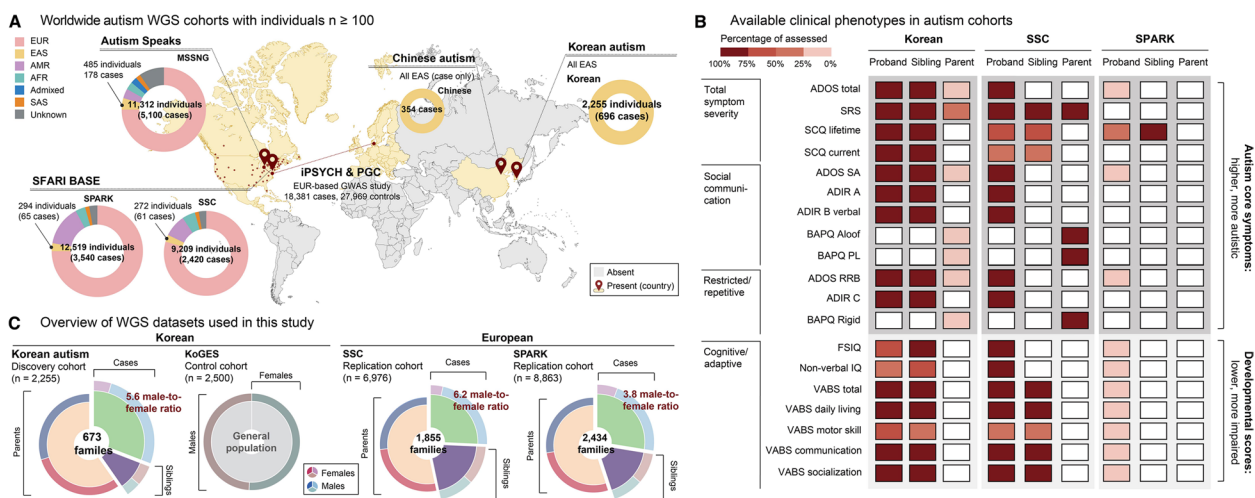 A Worldwide autism WGS cohorts with individuals n ≥ 100
EUR
EAS
AMR
AFR
Admixed
SAS
Unknown
Autism Speaks
MSSNG
485 individuals
178 cases
11,312 individuals
(5,100 cases)
Chinese autism
All EAS (case only)
Chinese
354 cases
Korean autism
All EAS
Korean
2,255 individuals
(696 cases)
iPSYCH & PGC
EUR-based GWAS study
18,381 cases, 27,969 controls
SFARI BASE
SPARK
294 individuals
(65 cases)
12,519 individuals
(3,540 cases)
SSC
272 individuals
(61 cases)
9,209 individuals
(2,420 cases)
Absent
Present (country)
B Available clinical phenotypes in autism cohorts
Percentage of assessed
100% 75% 50% 25% 0%
Korean SSC SPARK
Proband Sibling Parent Proband Sibling Parent Proband Sibling Parent
Total
symptom
severity
ADOS total
SRS
SCQ lifetime
SCQ current
Social
communi-
cation
ADOS SA
ADIR A
ADIR B verbal
BAPQ Aloof
BAPQ PL
Restricted/
repetitive
ADOS RRB
ADIR C
BAPQ Rigid
Cognitive/
adaptive
FSIQ
Non-verbal IQ
VABS total
VABS daily living
VABS motor skill
VABS communication
VABS socialization
Autism core symptoms:
higher, more autistic
Developmental scores:
lower, more impaired
C Overview of WGS datasets used in this study
Korean
European
Korean autism
Discovery cohort
(n = 2,255)
Cases
5.6 male-to-
female ratio
673
familes
Parents
Siblings
KoGES
Control cohort
(n = 2,500)
Females
Males
General
population
Females
Males
SSC
Replication cohort
(n = 6,976)
Cases
6.2 male-to-
female ratio
1,855
familes
Parents
Siblings
SPARK
Replication cohort
(n = 8,863)
Cases
3.8 male-to-
female ratio
2,434
familes
Parents
Siblings